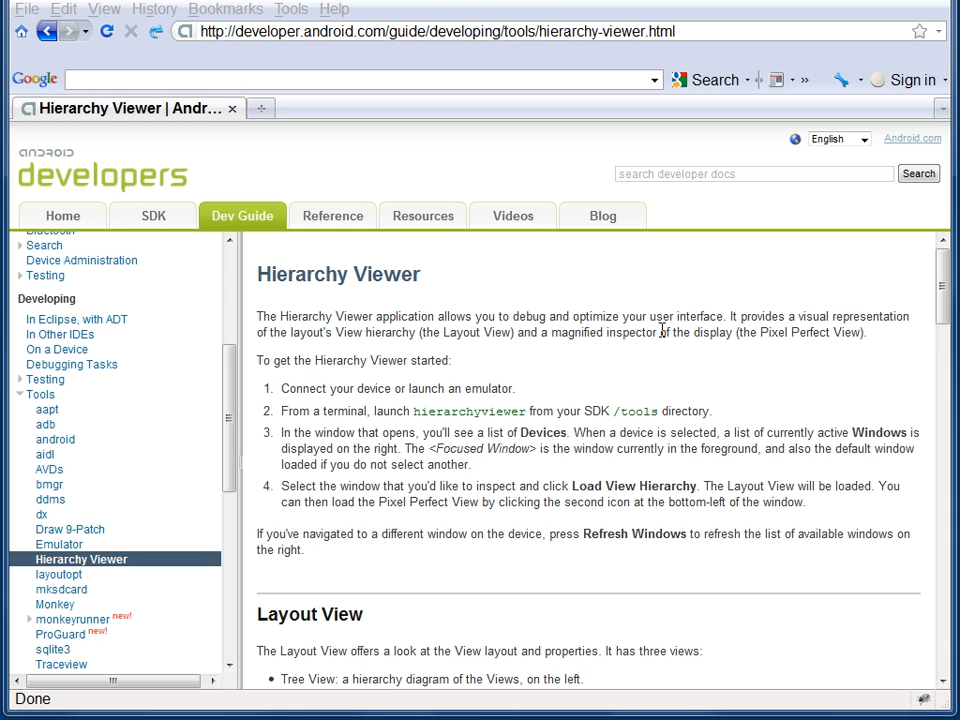 File Edit View History Bookmarks Tools Help
http://developer.android.com/guide/developing/tools/hierarchy-viewer.html
Google Search » Sign in
Hierarchy Viewer | Andr...
English Android.com
ANDROID
developers
search developer docs Search
Home SDK Dev Guide Reference Resources Videos Blog
Bluetooth
Search
Device Administration
Testing
Developing
In Eclipse, with ADT
In Other IDEs
On a Device
Debugging Tasks
Testing
Tools
aapt
adb
android
aidl
AVDs
bmgr
ddms
dx
Draw 9-Patch
Emulator
Hierarchy Viewer
layoutopt
mksdcard
Monkey
monkeyrunner new!
ProGuard new!
sqlite3
Traceview
Hierarchy Viewer
The Hierarchy Viewer application allows you to debug and optimize your user interface. It provides a visual representation
of the layout's View hierarchy (the Layout View) and a magnified inspector of the display (the Pixel Perfect View).
To get the Hierarchy Viewer started:
1. Connect your device or launch an emulator.
2. From a terminal, launch hierarchyviewer from your SDK /tools directory.
3. In the window that opens, you'll see a list of Devices. When a device is selected, a list of currently active Windows is
displayed on the right. The <Focused Window> is the window currently in the foreground, and also the default window
loaded if you do not select another.
4. Select the window that you'd like to inspect and click Load View Hierarchy. The Layout View will be loaded. You
can then load the Pixel Perfect View by clicking the second icon at the bottom-left of the window.
If you've navigated to a different window on the device, press Refresh Windows to refresh the list of available windows on
the right.
Layout View
The Layout View offers a look at the View layout and properties. It has three views:
• Tree View: a hierarchy diagram of the Views, on the left.
Done